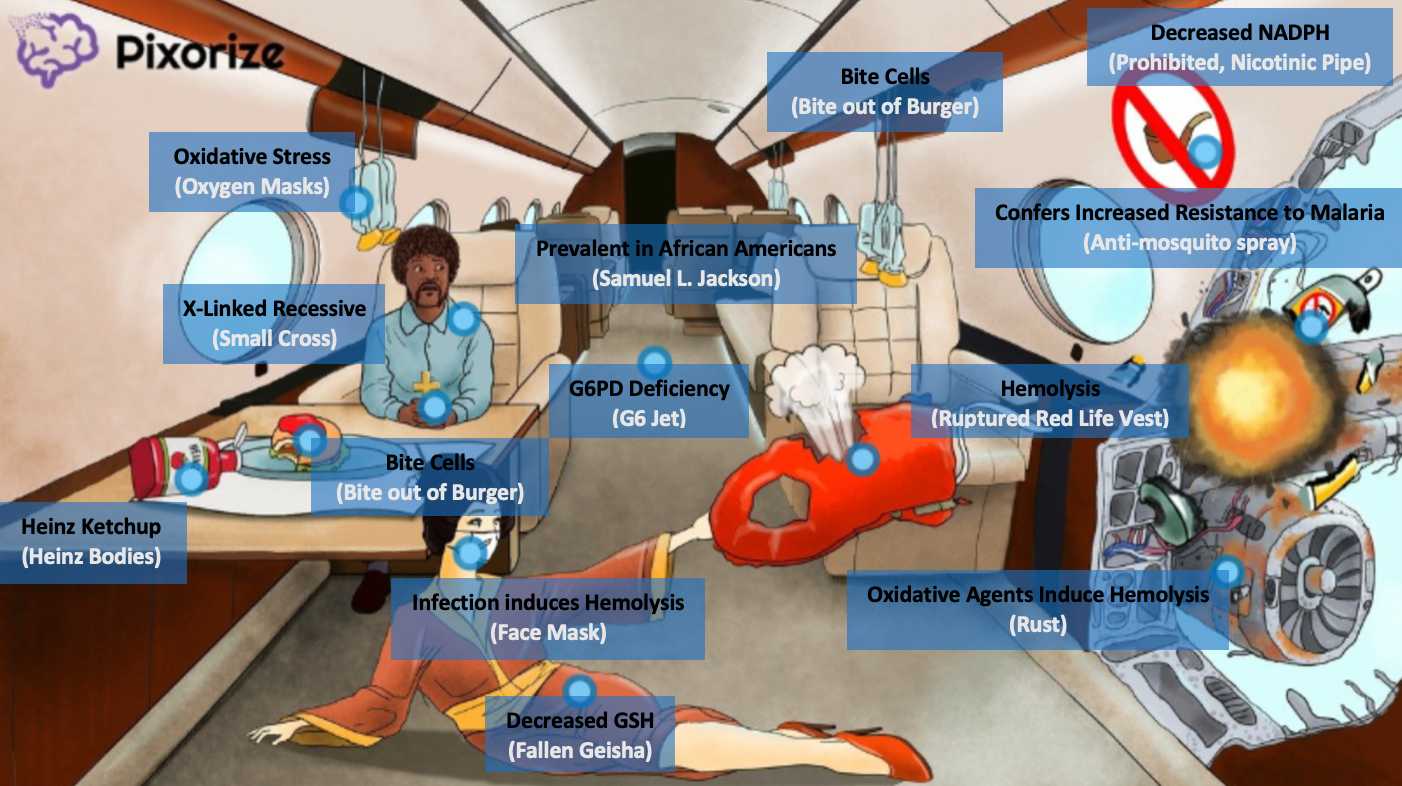 Pixorize
Decreased NADPH
(Prohibited, Nicotinic Pipe)
Bite Cells
(Bite out of Burger)
Oxidative Stress
(Oxygen Masks)
Confers Increased Resistance to Malaria
(Anti-mosquito spray)
Prevalent in African Americans
(Samuel L. Jackson)
X-Linked Recessive
(Small Cross)
G6PD Deficiency
(G6 Jet)
Hemolysis
(Ruptured Red Life Vest)
Bite Cells
(Bite out of Burger)
Heinz Ketchup
(Heinz Bodies)
Infection induces Hemolysis
(Face Mask)
Oxidative Agents Induce Hemolysis
(Rust)
Decreased GSH
(Fallen Geisha)